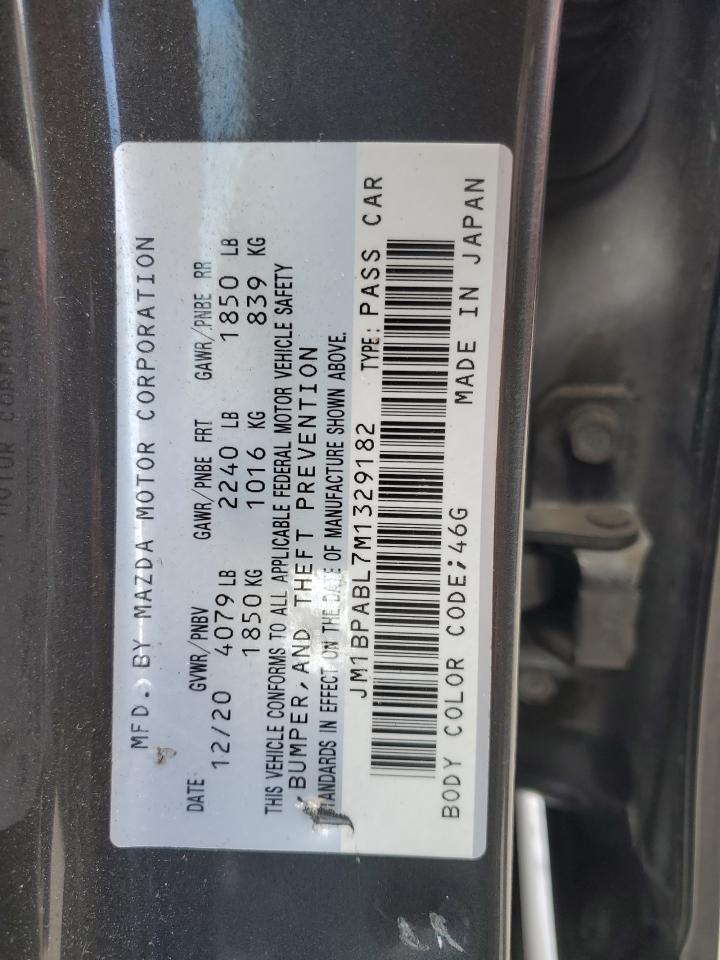 MFD. BY MAZDA MOTOR CORPORATION
DATE GVWR/PNBV GAWR/PNBE FRT GAWR/PNBE RR
12/20 4079 LB 2240 LB 1850 LB
1850 KG 1016 KG 839 KG
THIS VEHICLE CONFORMS TO ALL APPLICABLE FEDERAL MOTOR VEHICLE SAFETY
BUMPER, AND THEFT PREVENTION
STANDARDS IN EFFECT ON THE DATE OF MANUFACTURE SHOWN ABOVE.
JM1BPABL7M1329182 TYPE: PASS CAR
BODY COLOR CODE;46G MADE IN JAPAN
MOTOR CORPORATION